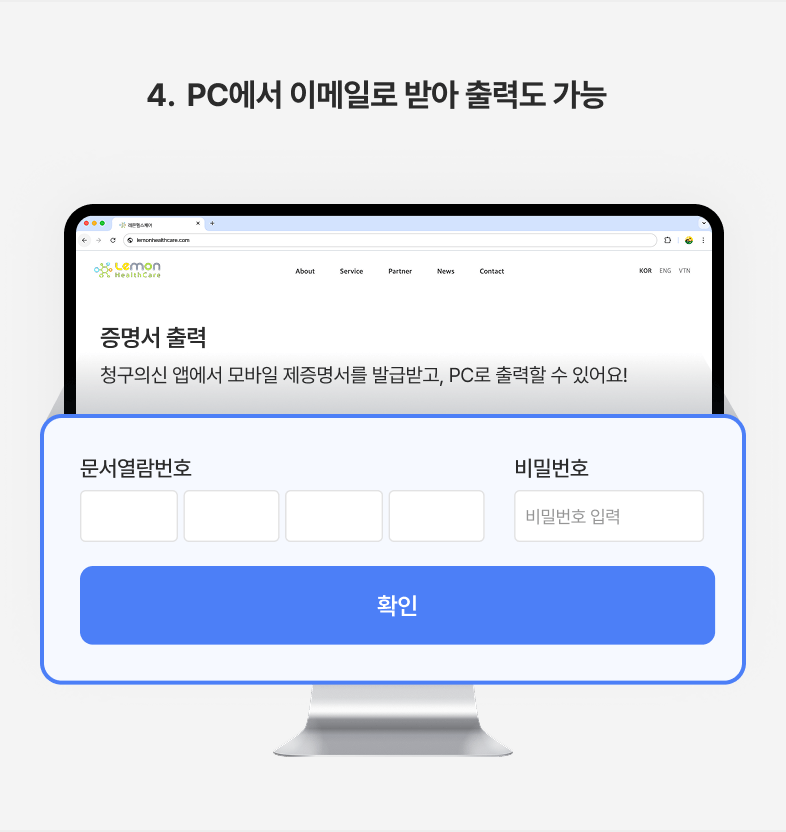 4. PC에서 이메일로 받아 출력도 가능
레몬헬스케어
lemonhealthcare.com
Lemon
HealthCare
About Service Partner News Contact KOR ENG VTN
증명서 출력
청구의신 앱에서 모바일 제증명서를 발급받고, PC로 출력할 수 있어요!
문서열람번호 비밀번호
비밀번호 입력
확인